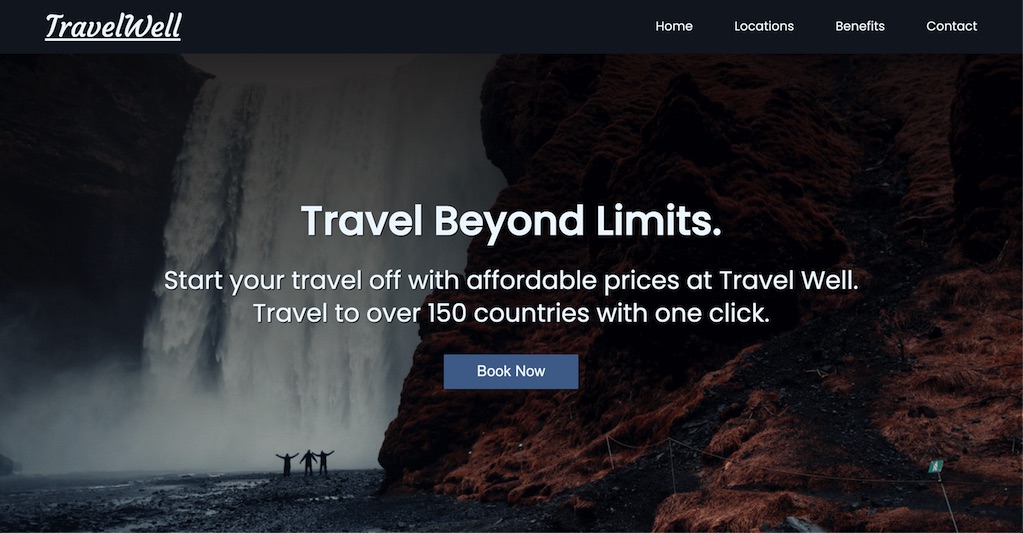 TravelWell
Home
Locations
Benefits
Contact
Travel Beyond Limits.
Start your travel off with affordable prices at Travel Well.
Travel to over 150 countries with one click.
Book Now